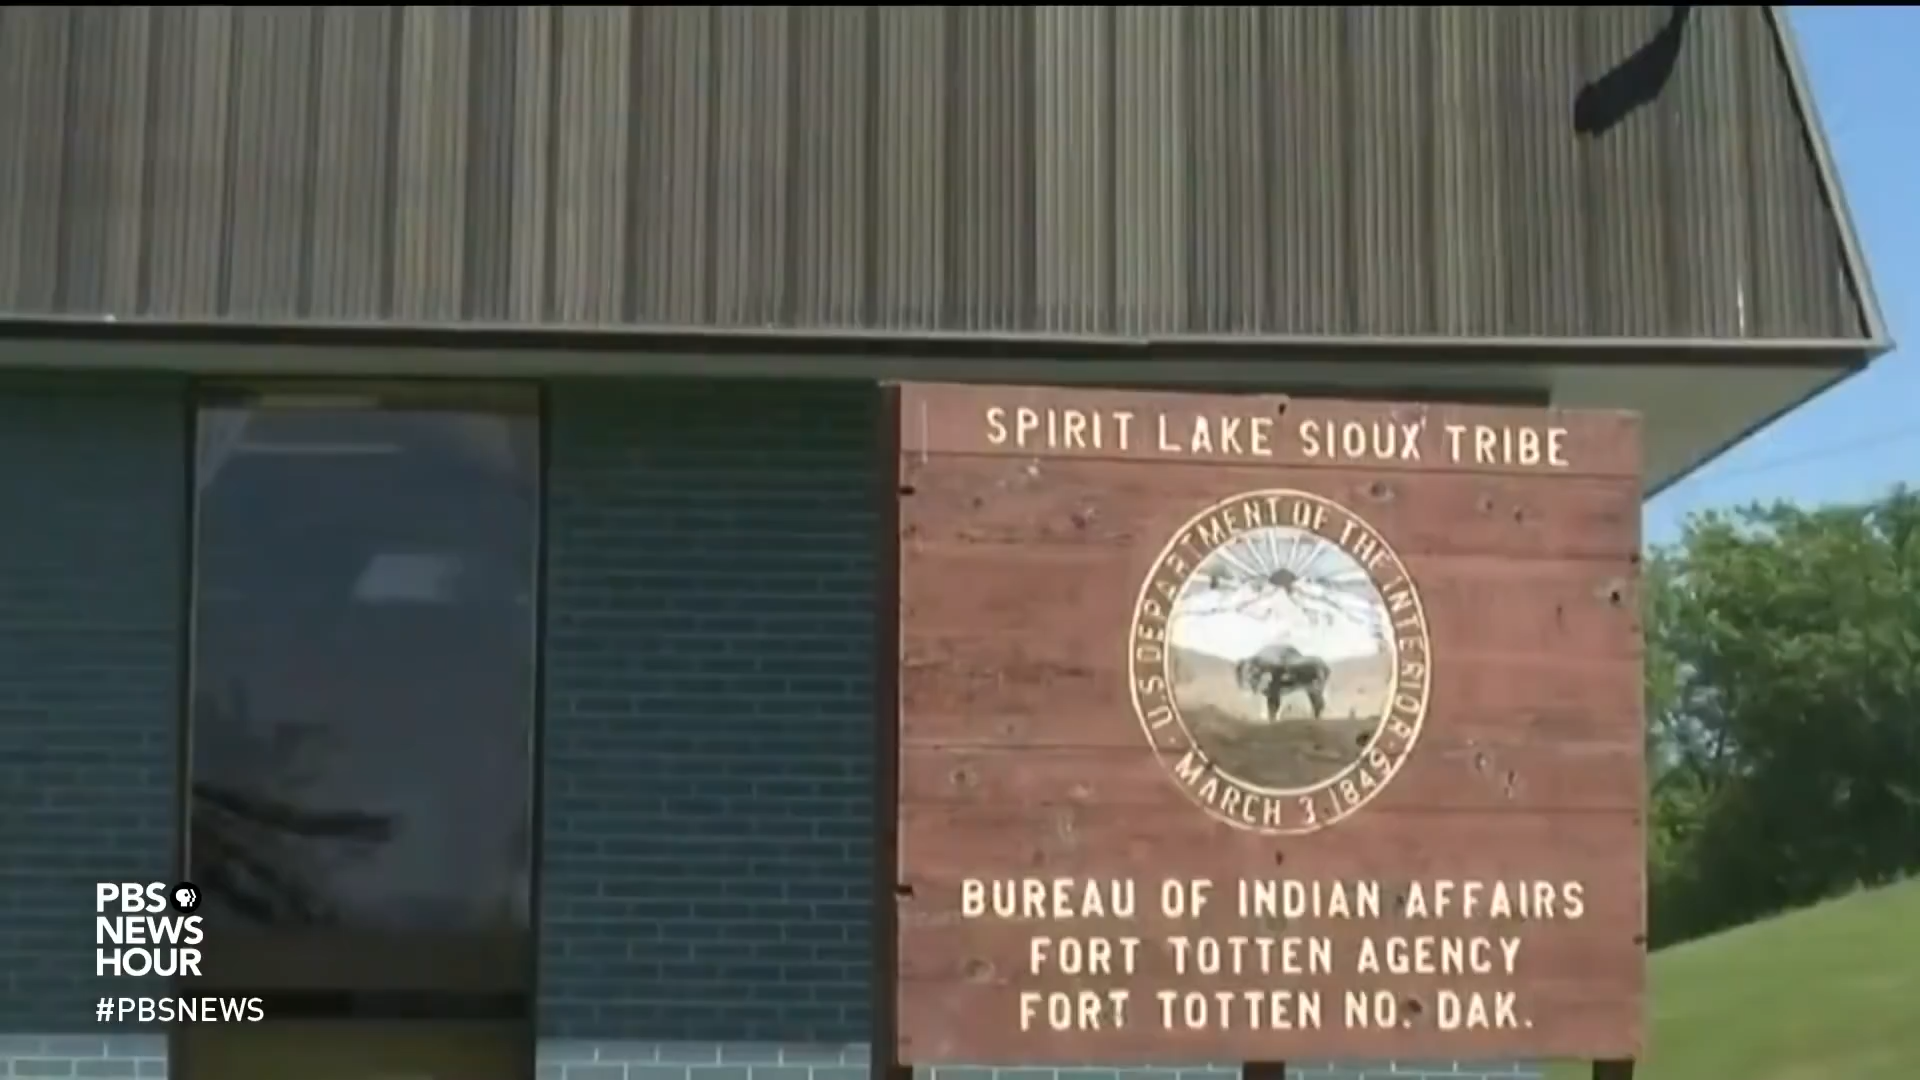 SPIRIT LAKE SIOUX TRIBE
U.S. DEPARTMENT OF THE INTERIOR
MARCH 3, 1849
BUREAU OF INDIAN AFFAIRS
FORT TOTTEN AGENCY
FORT TOTTEN NO. DAK.
PBS
NEWS
HOUR
#PBSNEWS